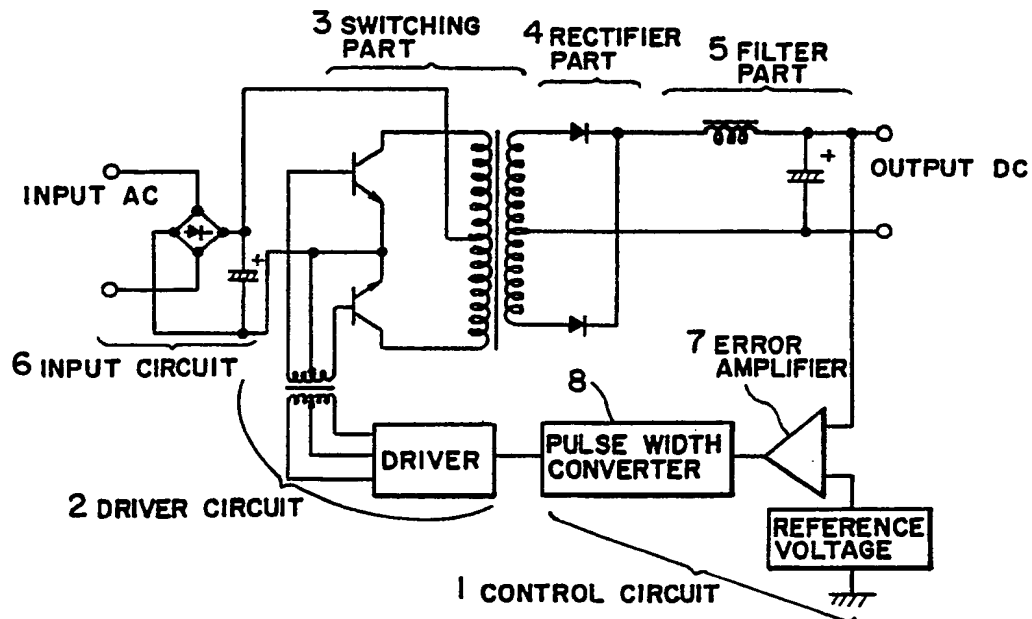 3 SWITCHING
PART
4 RECTIFIER
PART
5 FILTER
PART
INPUT AC
+
+
OUTPUT DC
6 INPUT CIRCUIT
7 ERROR
AMPLIFIER
8
DRIVER
PULSE WIDTH
CONVERTER
2 DRIVER CIRCUIT
REFERENCE
VOLTAGE
1 CONTROL CIRCUIT